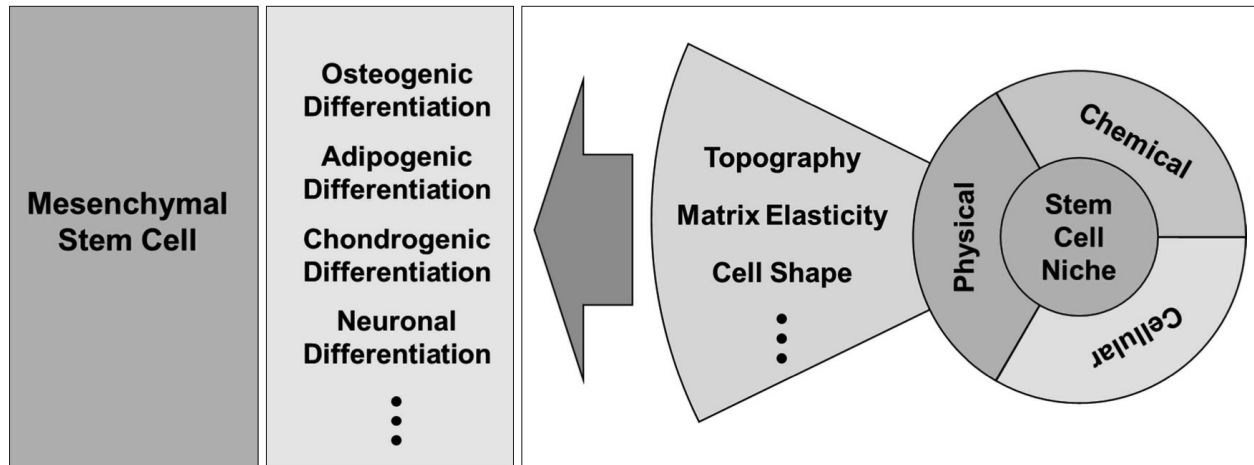 Mesenchymal
Stem Cell
Osteogenic
Differentiation
Adipogenic
Differentiation
Chondrogenic
Differentiation
Neuronal
Differentiation
Topography
Matrix Elasticity
Cell Shape
Physical
Chemical
Stem
Cell
Niche
Cellular